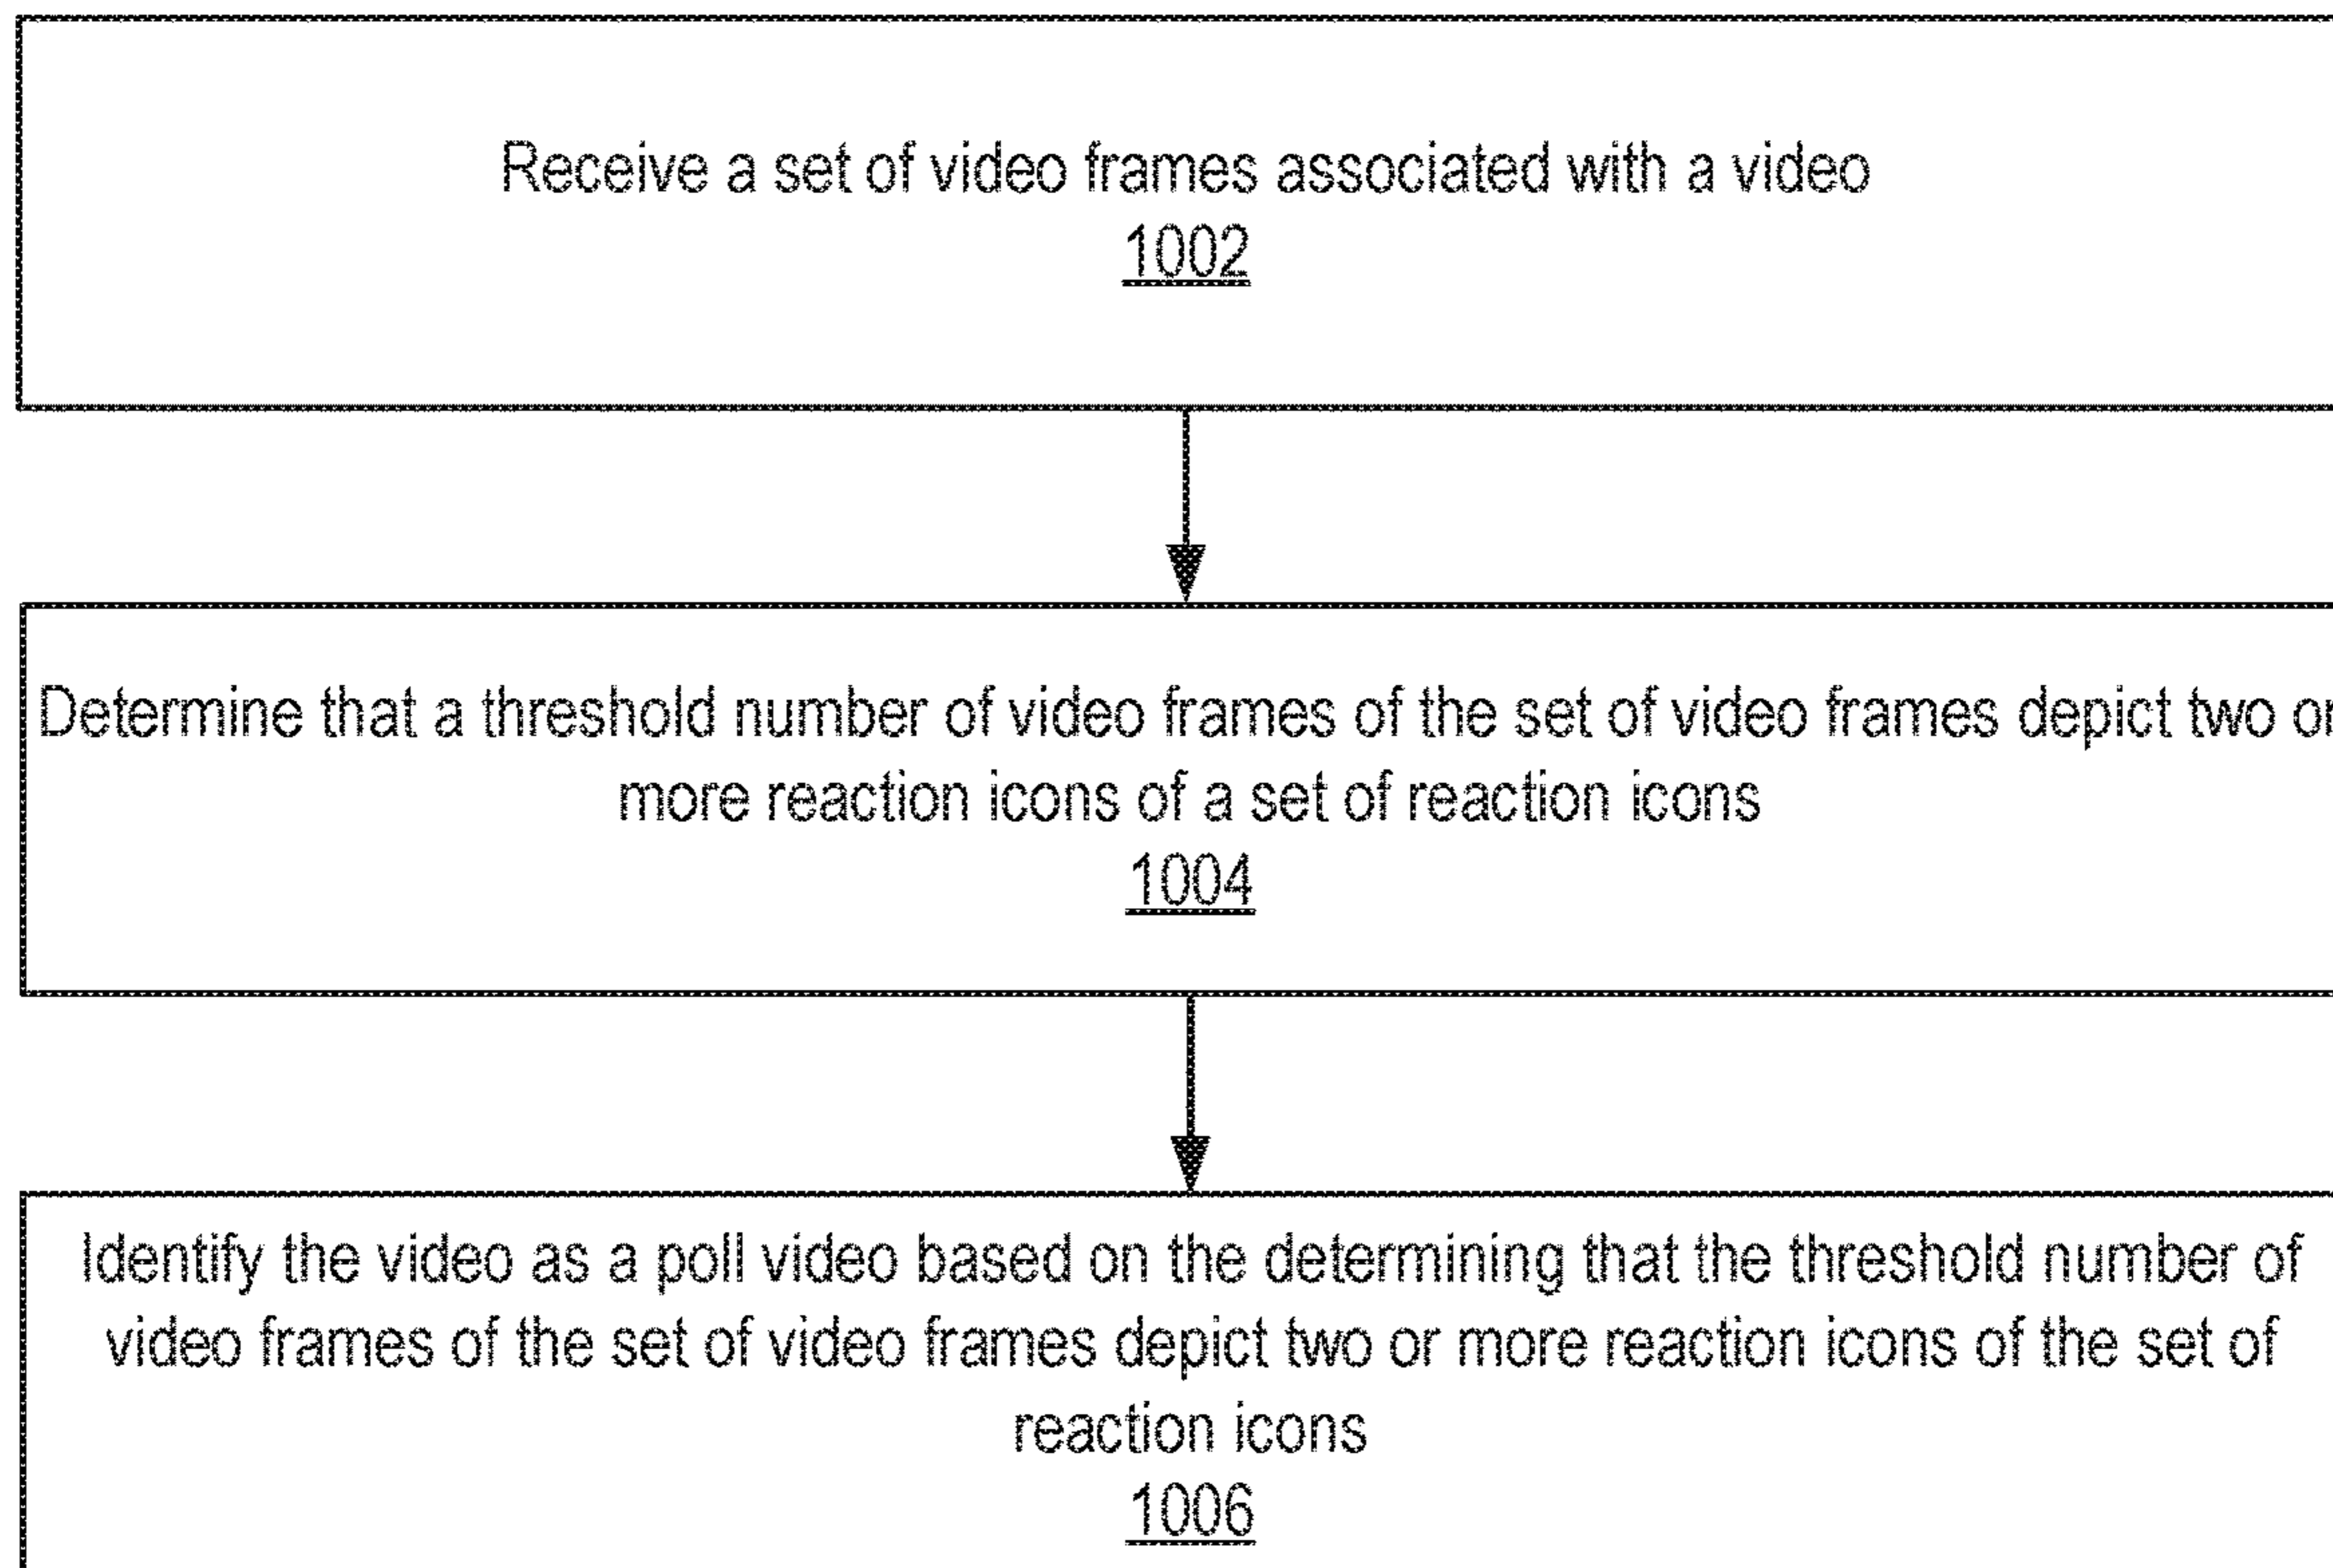 Receive a set of video frames associated with a video
1002
Determine that a threshold number of video frames of the set of video frames depict two or
more reaction icons of a set of reaction icons
1004
Identify the video as a poll video based on the determining that the threshold number of
video frames of the set of video frames depict two or more reaction icons of the set of
reaction icons
1006